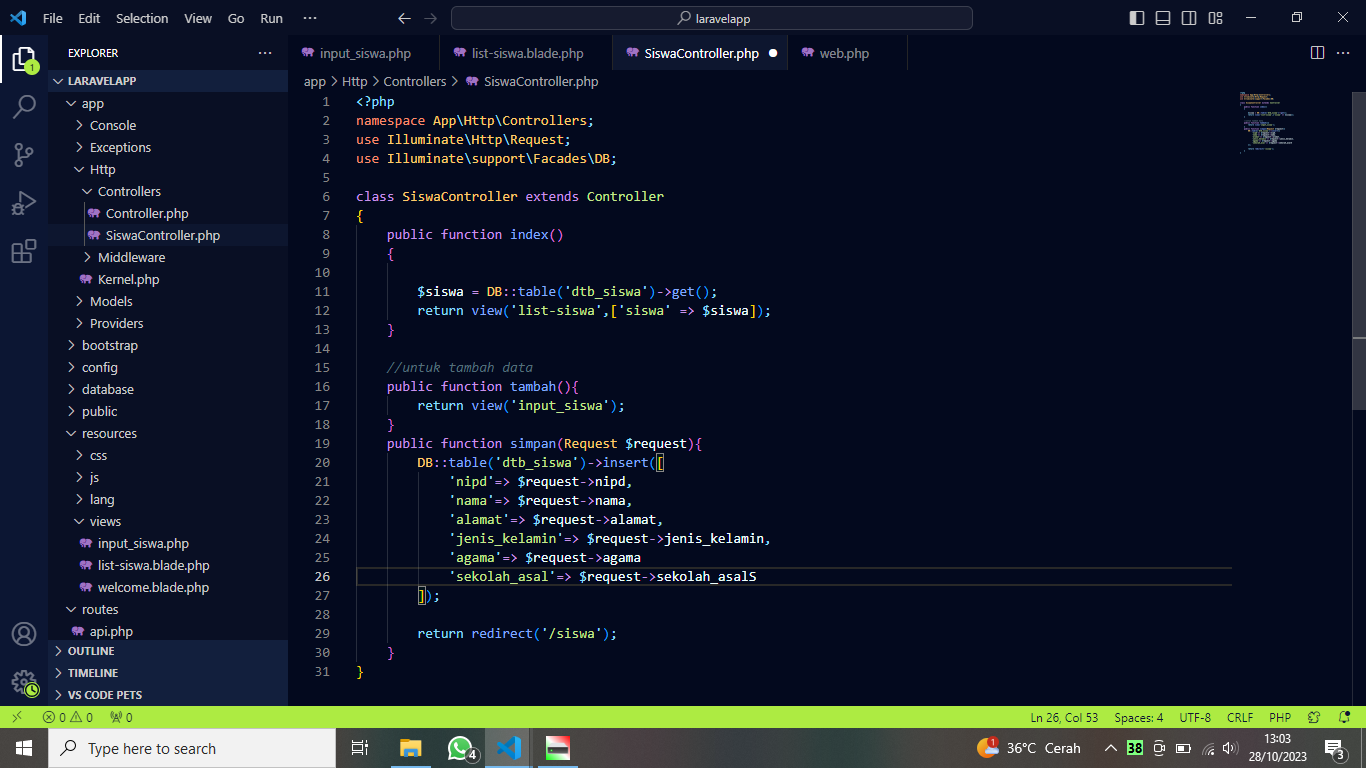 File Edit Selection View Go Run ··· laravelapp
EXPLORER ···
LARAVELAPP
app
Console
Exceptions
Http
Controllers
Controller.php
SiswaController.php
Middleware
Kernel.php
Models
Providers
bootstrap
config
database
public
resources
css
js
lang
views
input_siswa.php
list-siswa.blade.php
welcome.blade.php
routes
api.php
OUTLINE
TIMELINE
VS CODE PETS
1
input_siswa.php list-siswa.blade.php SiswaController.php web.php
app > Http > Controllers > SiswaController.php
1 <?php
2 namespace App\Http\Controllers;
3 use Illuminate\Http\Request;
4 use Illuminate\support\Facades\DB;
5
6 class SiswaController extends Controller
7 {
8 public function index()
9 {
10
11 $siswa = DB::table('dtb_siswa')->get();
12 return view('list-siswa',['siswa' => $siswa]);
13 }
14
15 //untuk tambah data
16 public function tambah(){
17 return view('input_siswa');
18 }
19 public function simpan(Request $request){
20 DB::table('dtb_siswa')->insert([
21 'nipd'=> $request->nipd,
22 'nama'=> $request->nama,
23 'alamat'=> $request->alamat,
24 'jenis_kelamin'=> $request->jenis_kelamin,
25 'agama'=> $request->agama
26 'sekolah_asal'=> $request->sekolah_asalS
27 ]);
28
29 return redirect('/siswa');
30 }
31 }
0 0 0 Ln 26, Col 53 Spaces: 4 UTF-8 CRLF PHP
Type here to search 4 1 36°C Cerah 38 13:03
28/10/2023 3